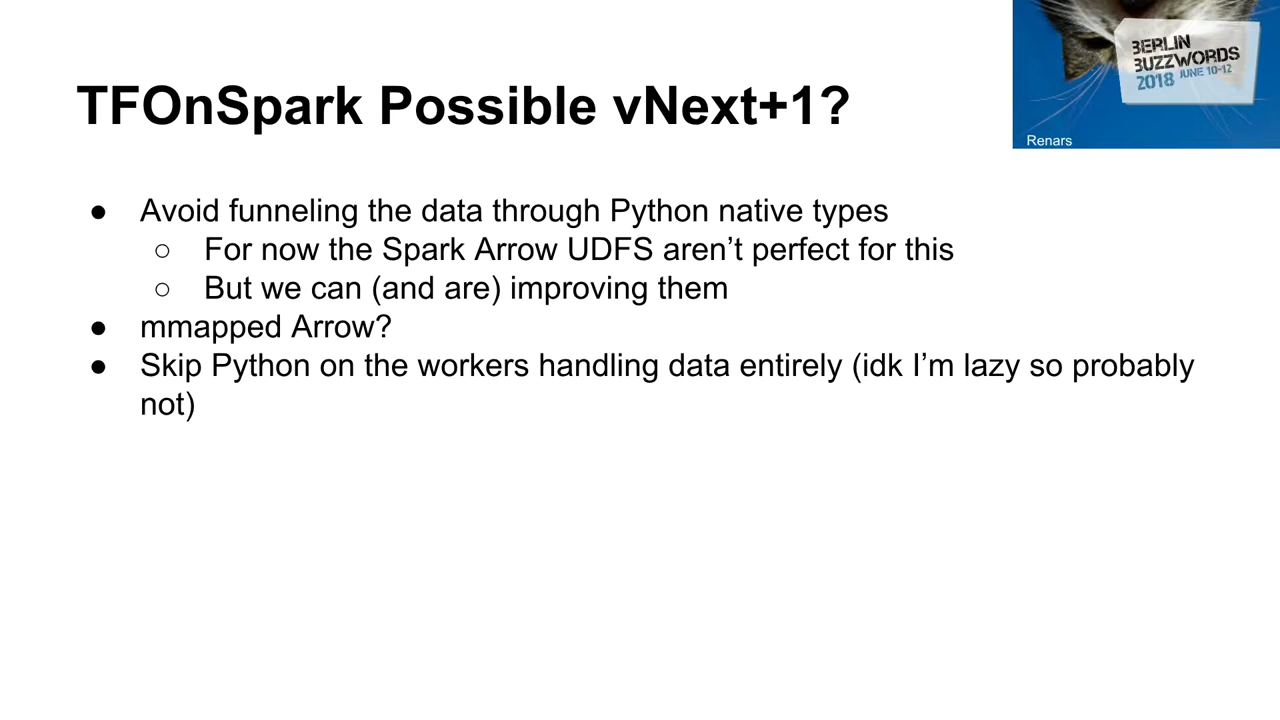 BERLIN
BUZZWORDS
2018 JUNE 10-12
Renars
TFOnSpark Possible vNext+1?
● Avoid funneling the data through Python native types
○ For now the Spark Arrow UDFS aren’t perfect for this
○ But we can (and are) improving them
● mmapped Arrow?
● Skip Python on the workers handling data entirely (idk I’m lazy so probably
not)